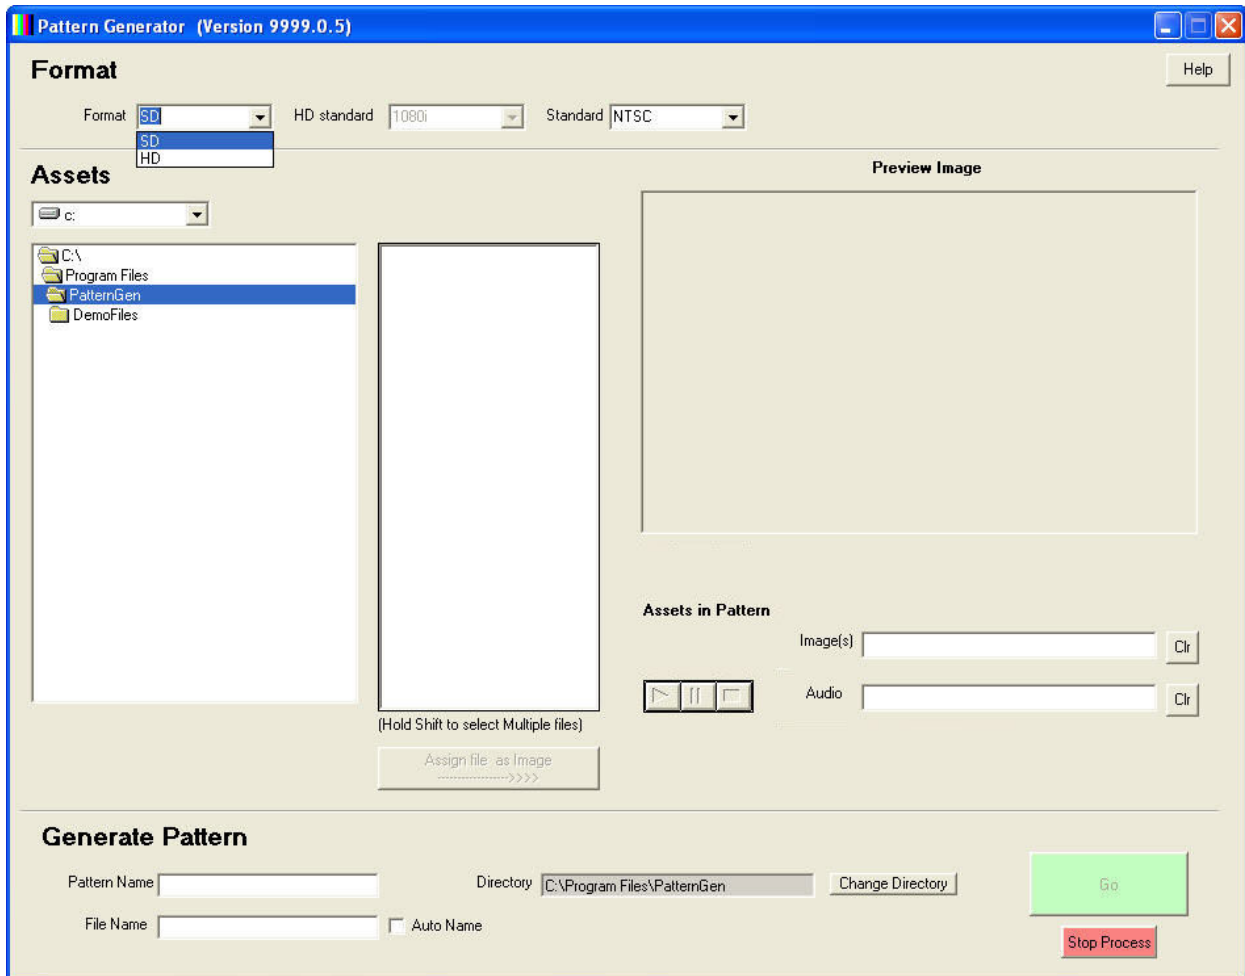 Pattern Generator (Version 9999.0.5)
Format
Help
Format SD HD standard 1080i Standard NTSC
SD
HD
Assets
Preview Image
c:
C:\
Program Files
PatternGen
DemoFiles
Assets in Pattern
Image(s) Clr
Audio Clr
(Hold Shift to select Multiple files)
Assign file as Image
----------------->>>>
Generate Pattern
Pattern Name Directory C:\Program Files\PatternGen Change Directory Go
File Name Auto Name
Stop Process